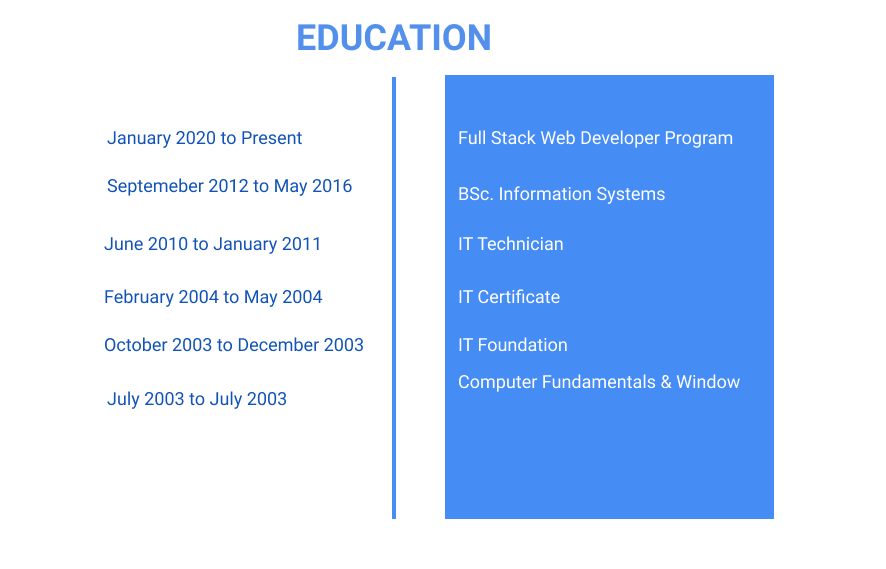 EDUCATION
January 2020 to Present
Full Stack Web Developer Program
Septemeber 2012 to May 2016
BSc. Information Systems
June 2010 to January 2011
IT Technician
February 2004 to May 2004
IT Certificate
October 2003 to December 2003
IT Foundation
July 2003 to July 2003
Computer Fundamentals & Window